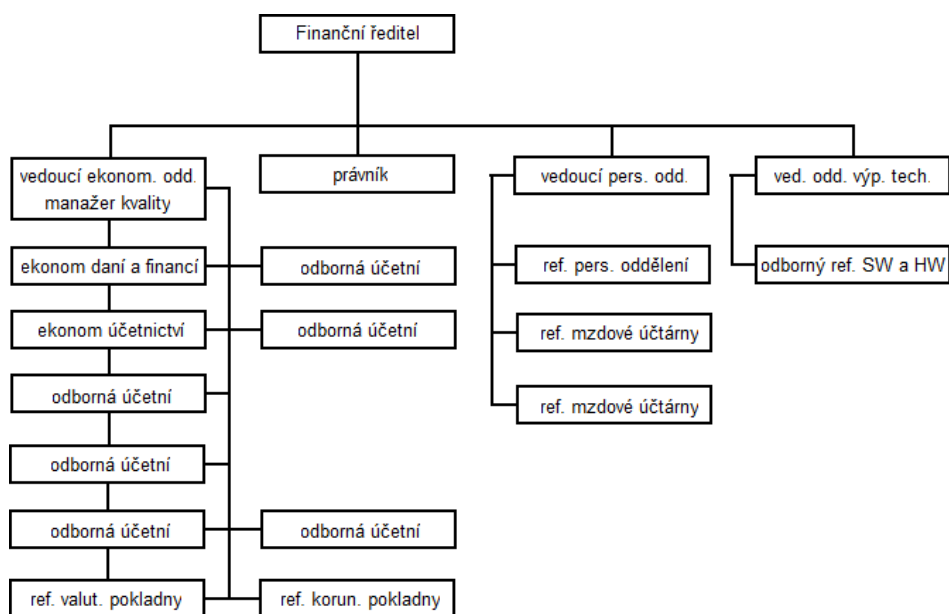 Finanční ředitel
vedoucí ekonom. odd.
manažer kvality
právník
vedoucí pers. odd.
ved. odd. výp. tech.
ekonom daní a financí
odborná účetní
ref. pers. oddělení
odborný ref. SW a HW
ekonom účetnictví
odborná účetní
ref. mzdové účtárny
odborná účetní
ref. mzdové účtárny
odborná účetní
odborná účetní
odborná účetní
ref. valut. pokladny
ref. korun. pokladny